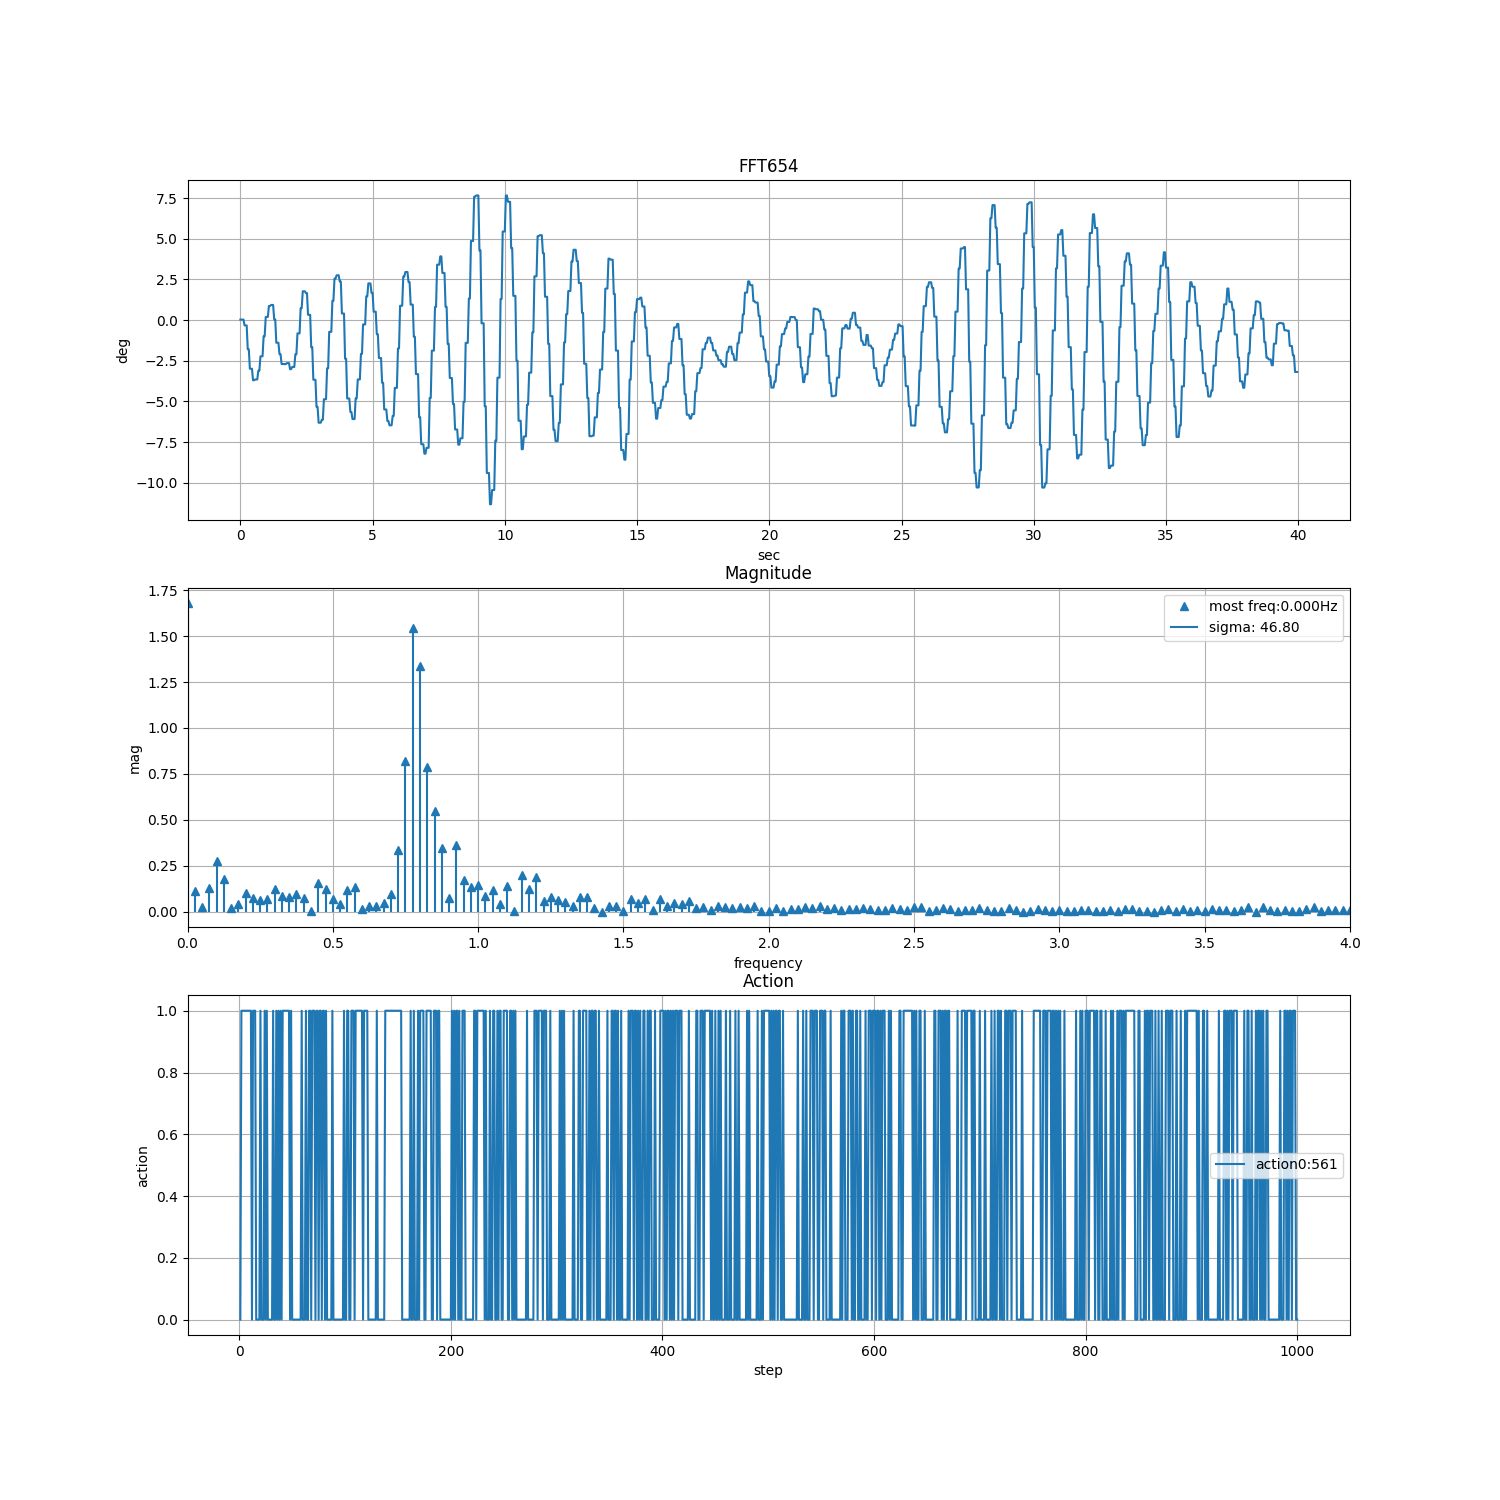 FFT654
7.5
5.0
2.5
0.0
−2.5
−5.0
−7.5
−10.0
deg
0 5 10 15 20 25 30 35 40
sec
Magnitude
1.75
1.50
1.25
1.00
0.75
0.50
0.25
0.00
mag
most freq:0.000Hz
sigma: 46.80
0.0 0.5 1.0 1.5 2.0 2.5 3.0 3.5 4.0
frequency
Action
1.0
0.8
0.6
0.4
0.2
0.0
action
action0:561
0 200 400 600 800 1000
step